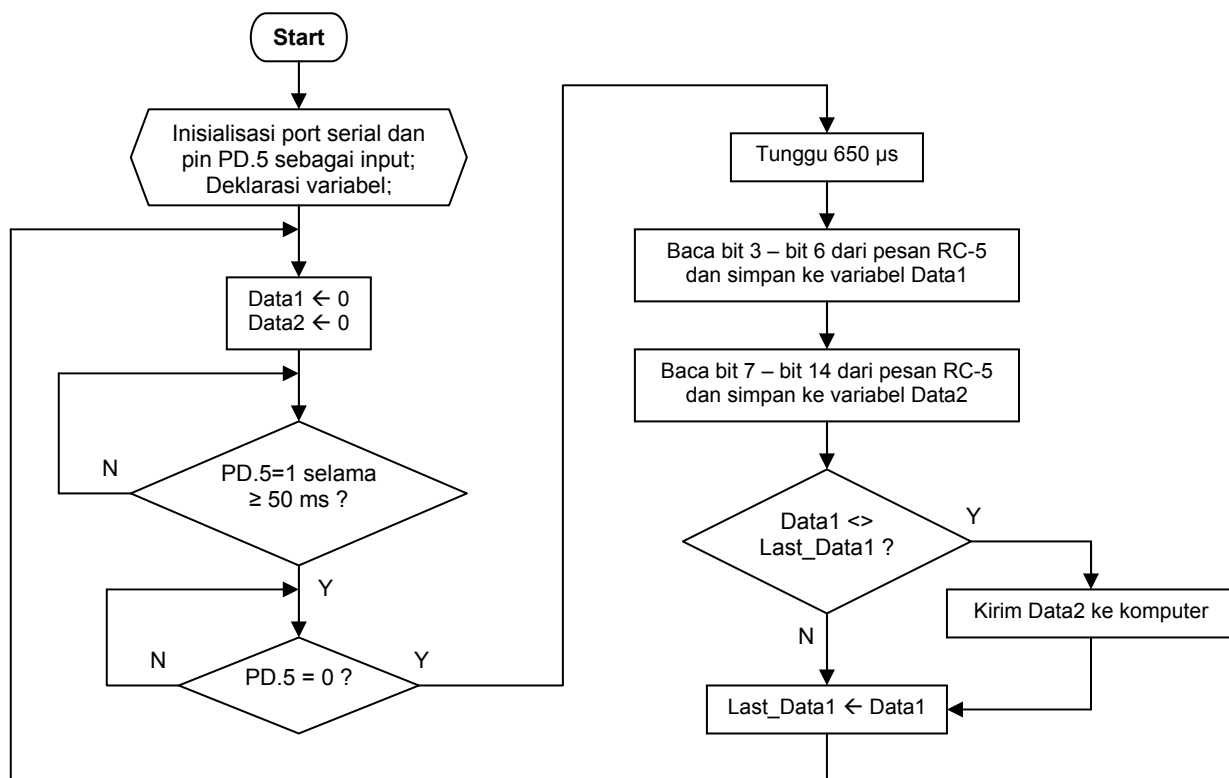 Start
Inisialisasi port serial dan
pin PD.5 sebagai input;
Deklarasi variabel;
Data1 ← 0
Data2 ← 0
N
PD.5=1 selama
≥ 50 ms ?
Y
N
PD.5 = 0 ?
Y
Tunggu 650 µs
Baca bit 3 – bit 6 dari pesan RC-5
dan simpan ke variabel Data1
Baca bit 7 – bit 14 dari pesan RC-5
dan simpan ke variabel Data2
Data1 <>
Last_Data1 ?
Y
Kirim Data2 ke komputer
N
Last_Data1 ← Data1